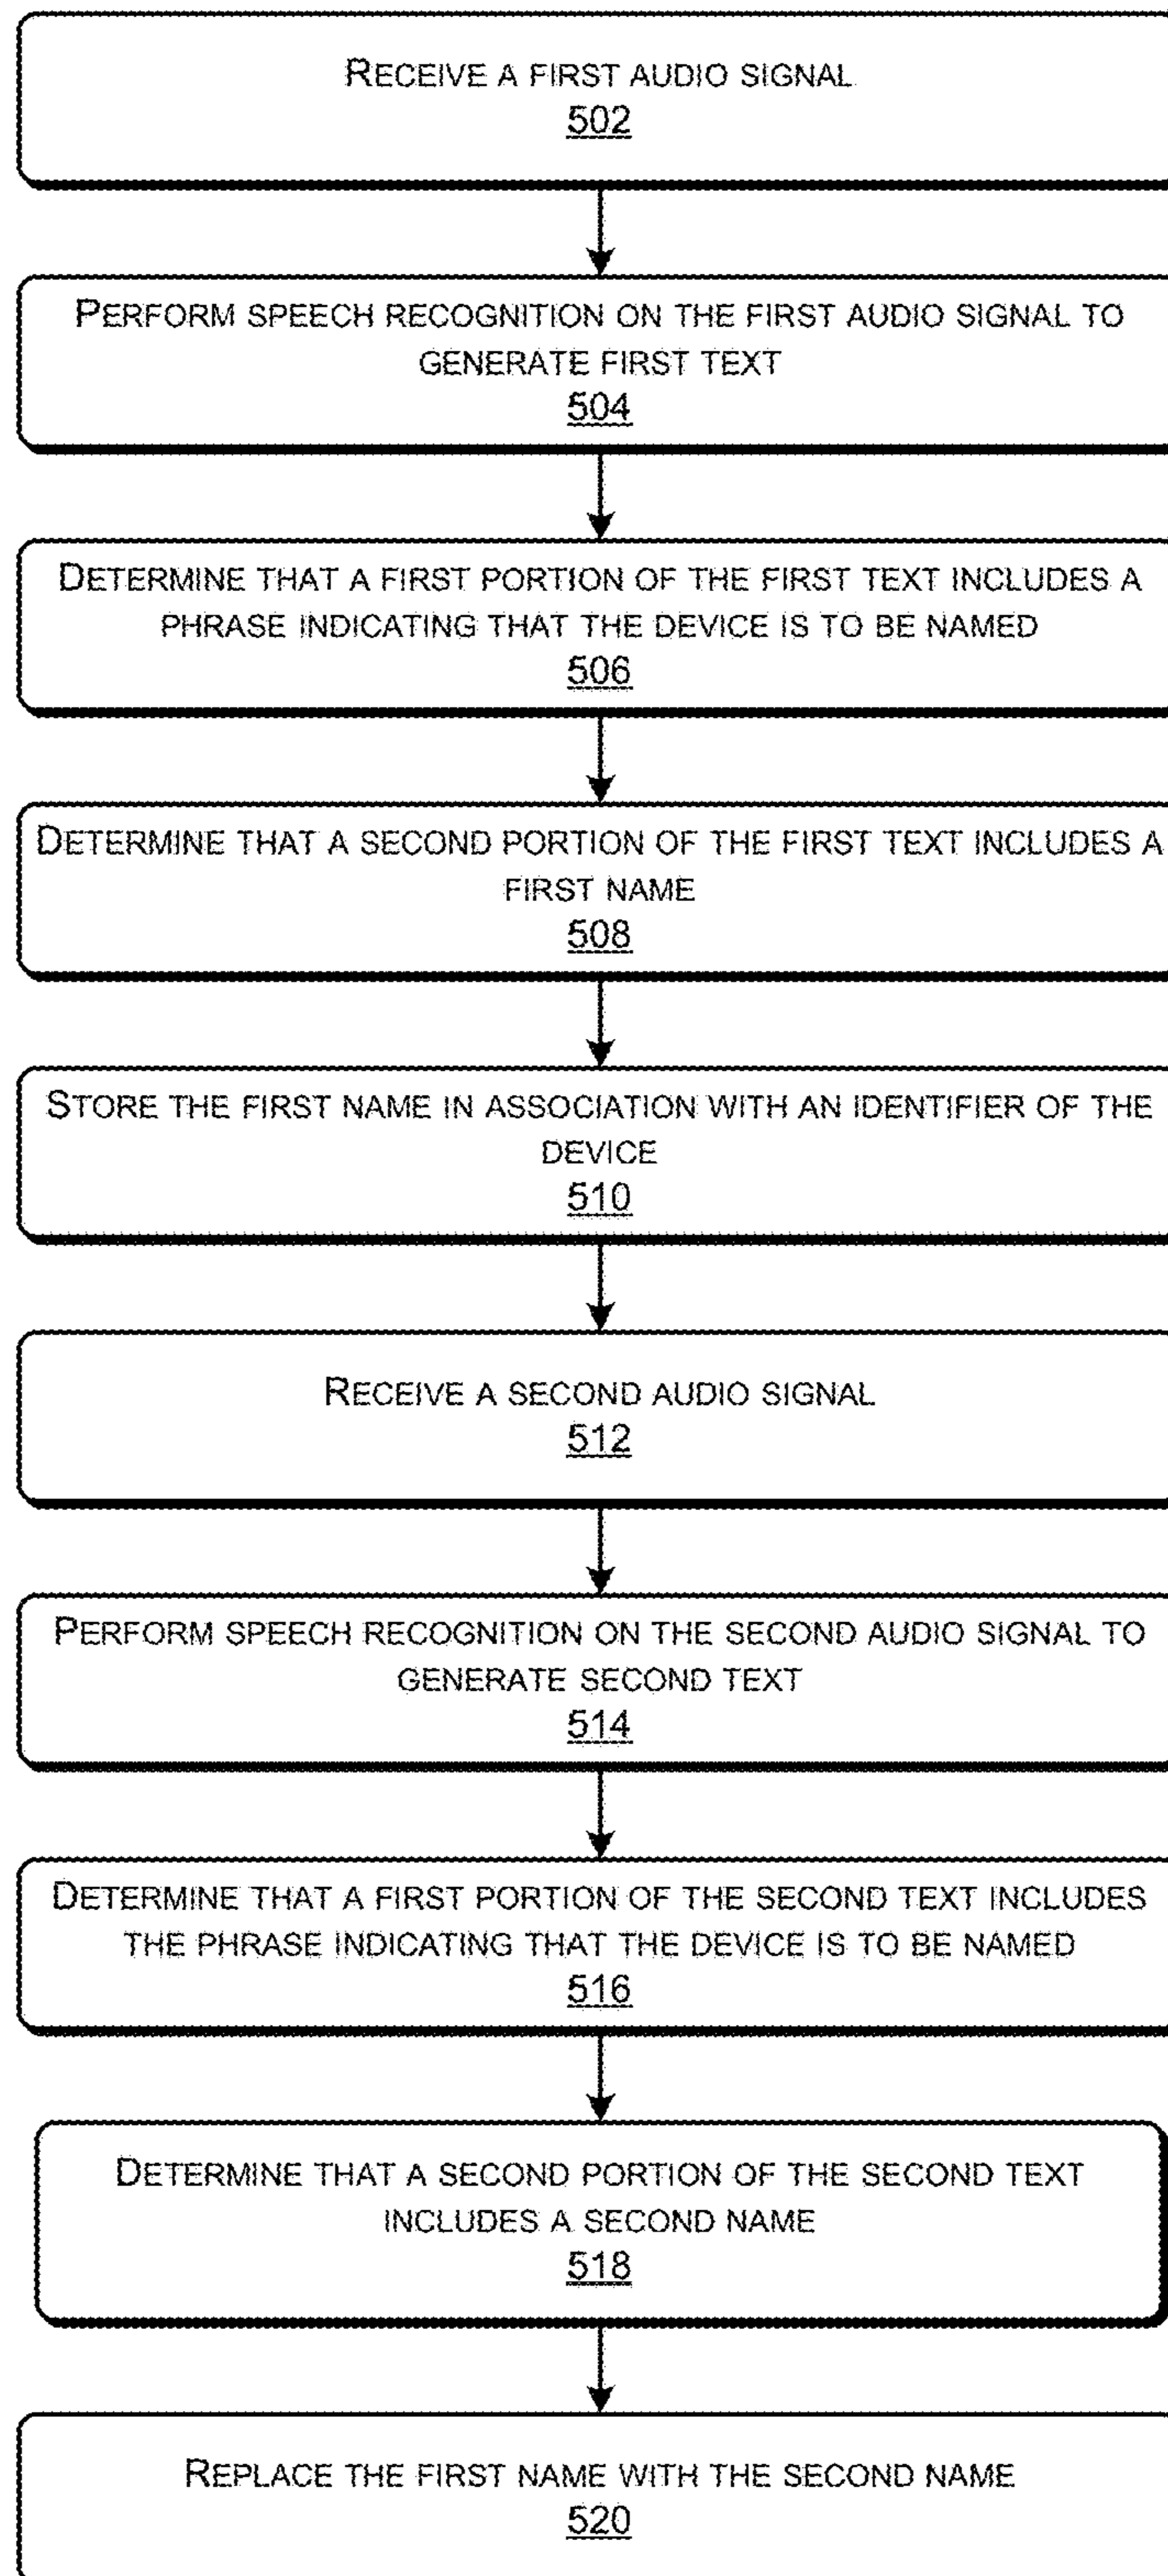 RECEIVE A FIRST AUDIO SIGNAL
502
PERFORM SPEECH RECOGNITION ON THE FIRST AUDIO SIGNAL TO
GENERATE FIRST TEXT
504
DETERMINE THAT A FIRST PORTION OF THE FIRST TEXT INCLUDES A
PHRASE INDICATING THAT THE DEVICE IS TO BE NAMED
506
DETERMINE THAT A SECOND PORTION OF THE FIRST TEXT INCLUDES A
FIRST NAME
508
STORE THE FIRST NAME IN ASSOCIATION WITH AN IDENTIFIER OF THE
DEVICE
510
RECEIVE A SECOND AUDIO SIGNAL
512
PERFORM SPEECH RECOGNITION ON THE SECOND AUDIO SIGNAL TO
GENERATE SECOND TEXT
514
DETERMINE THAT A FIRST PORTION OF THE SECOND TEXT INCLUDES
THE PHRASE INDICATING THAT THE DEVICE IS TO BE NAMED
516
DETERMINE THAT A SECOND PORTION OF THE SECOND TEXT
INCLUDES A SECOND NAME
518
REPLACE THE FIRST NAME WITH THE SECOND NAME
520